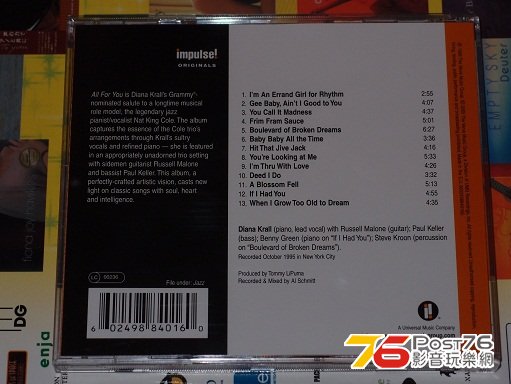 impulse!
ORIGINALS
All For You is Diana Krall's Grammy®-
nominated salute to a longtime musical
role model, the legendary jazz
pianist/vocalist Nat King Cole. The album
captures the essence of the Cole trio's
arrangements through Krall's sultry
vocals and refined piano — she is
featured in an appropriately unadorned trio setting
with sidemen guitarist Russell Malone
and bassist Paul Keller. This album, a
perfectly-crafted artistic vision, casts new
light on classic songs with soul, heart
and intelligence.
LC 00236
File under: Jazz
6 02498 84016 0
1. I'm An Errand Girl for Rhythm 2:55
2. Gee Baby, Ain't I Good to You 4:07
3. You Call It Madness 4:37
4. Frim Fram Sauce 5:01
5. Boulevard of Broken Dreams 6:27
6. Baby Baby All the Time 3:35
7. Hit That Jive Jack 4:16
8. You're Looking at Me 5:33
9. I'm Thru With Love 4:26
10. Deed I Do 3:52
11. A Blossom Fell 5:11
12. If I Had You 4:55
13. When I Grow Too Old to Dream 4:35
Diana Krall (piano, lead vocal) with Russell Malone (guitar); Paul Keller
(bass); Benny Green (piano on "If I Had You"); Steve Kroon (percussion
on "Boulevard of Broken Dreams").
Recorded October 1995 in New York City
Produced by Tommy LiPuma
Recorded & Mixed by Al Schmitt
A Universal Music Company
EMPTY SKY
Deuter
DG
enja
76 Post76
影音玩樂網